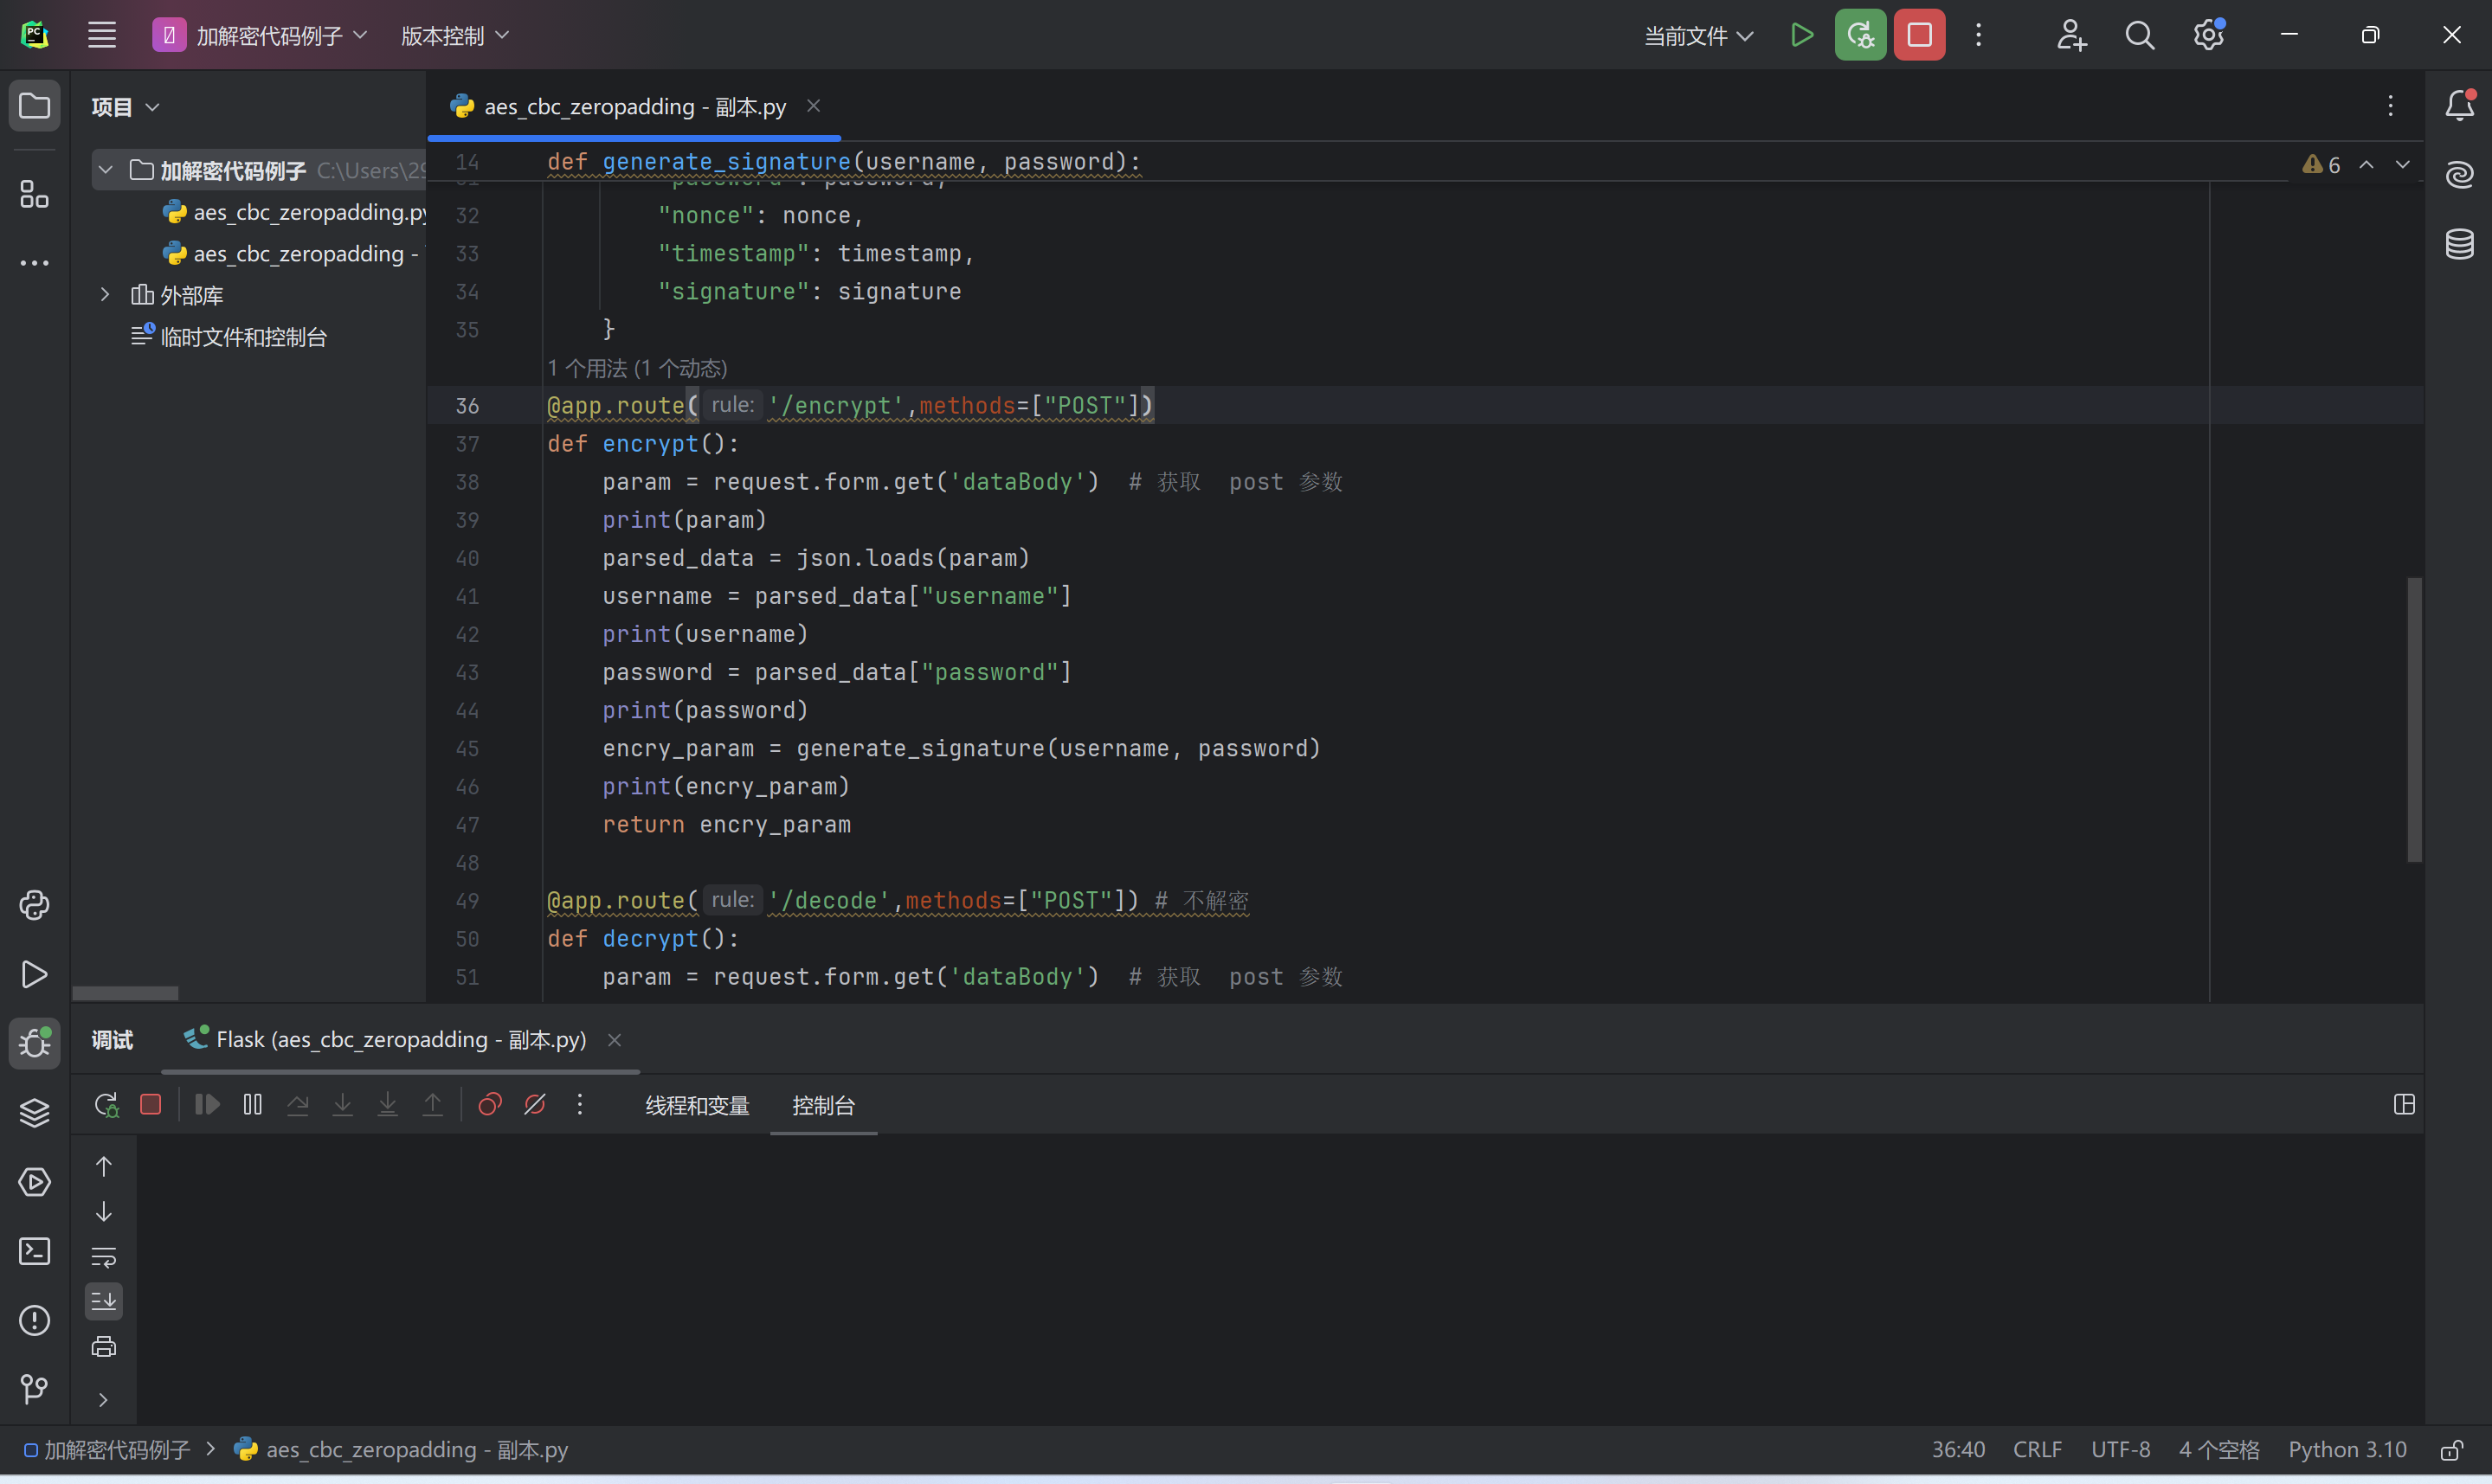 加解密代码例子
版本控制
当前文件
项目
aes_cbc_zeropadding - 副本.py
加解密代码例子 C:\Users\29
aes_cbc_zeropadding.py
aes_cbc_zeropadding -
外部库
临时文件和控制台
14 def generate_signature(username, password):
6
32 "nonce": nonce,
33 "timestamp": timestamp,
34 "signature": signature
35 }
1 个用法 (1 个动态)
36 @app.route( rule: '/encrypt',methods=["POST"])
37 def encrypt():
38 param = request.form.get('dataBody')  # 获取  post 参数
39 print(param)
40 parsed_data = json.loads(param)
41 username = parsed_data["username"]
42 print(username)
43 password = parsed_data["password"]
44 print(password)
45 encry_param = generate_signature(username, password)
46 print(encry_param)
47 return encry_param
48
49 @app.route( rule: '/decode',methods=["POST"]) # 不解密
50 def decrypt():
51 param = request.form.get('dataBody')  # 获取  post 参数
调试
Flask (aes_cbc_zeropadding - 副本.py)
线程和变量
控制台
加解密代码例子 > aes_cbc_zeropadding - 副本.py
36:40 CRLF UTF-8 4 个空格 Python 3.10